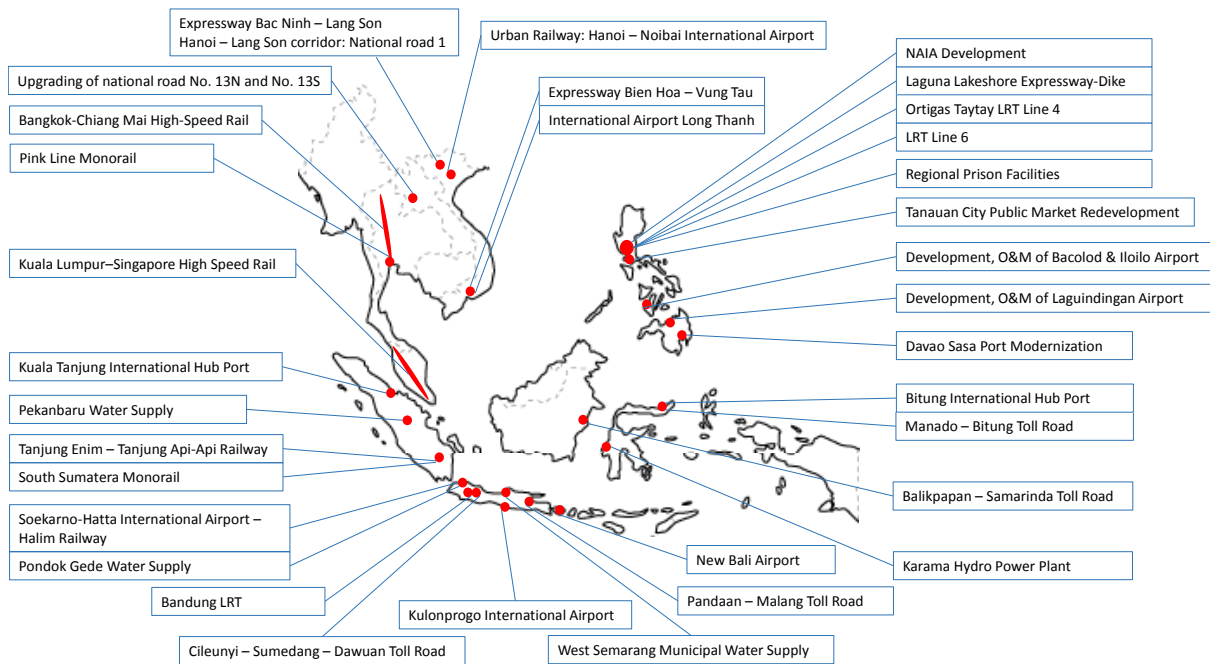 Expressway Bac Ninh – Lang Son
Hanoi – Lang Son corridor: National road 1
Urban Railway: Hanoi – Noibai International Airport
Upgrading of national road No. 13N and No. 13S
Bangkok-Chiang Mai High-Speed Rail
Pink Line Monorail
Expressway Bien Hoa – Vung Tau
International Airport Long Thanh
Kuala Lumpur–Singapore High Speed Rail
NAIA Development
Laguna Lakeshore Expressway-Dike
Ortigas Taytay LRT Line 4
LRT Line 6
Regional Prison Facilities
Tanauan City Public Market Redevelopment
Development, O&M of Bacolod & Iloilo Airport
Development, O&M of Laguindingan Airport
Davao Sasa Port Modernization
Kuala Tanjung International Hub Port
Pekanbaru Water Supply
Tanjung Enim – Tanjung Api-Api Railway
South Sumatera Monorail
Soekarno-Hatta International Airport –
Halim Railway
Pondok Gede Water Supply
Bandung LRT
Cileunyi – Sumedang – Dawuan Toll Road
Kulonprogo International Airport
West Semarang Municipal Water Supply
Pandaan – Malang Toll Road
New Bali Airport
Bitung International Hub Port
Manado – Bitung Toll Road
Balikpapan – Samarinda Toll Road
Karama Hydro Power Plant